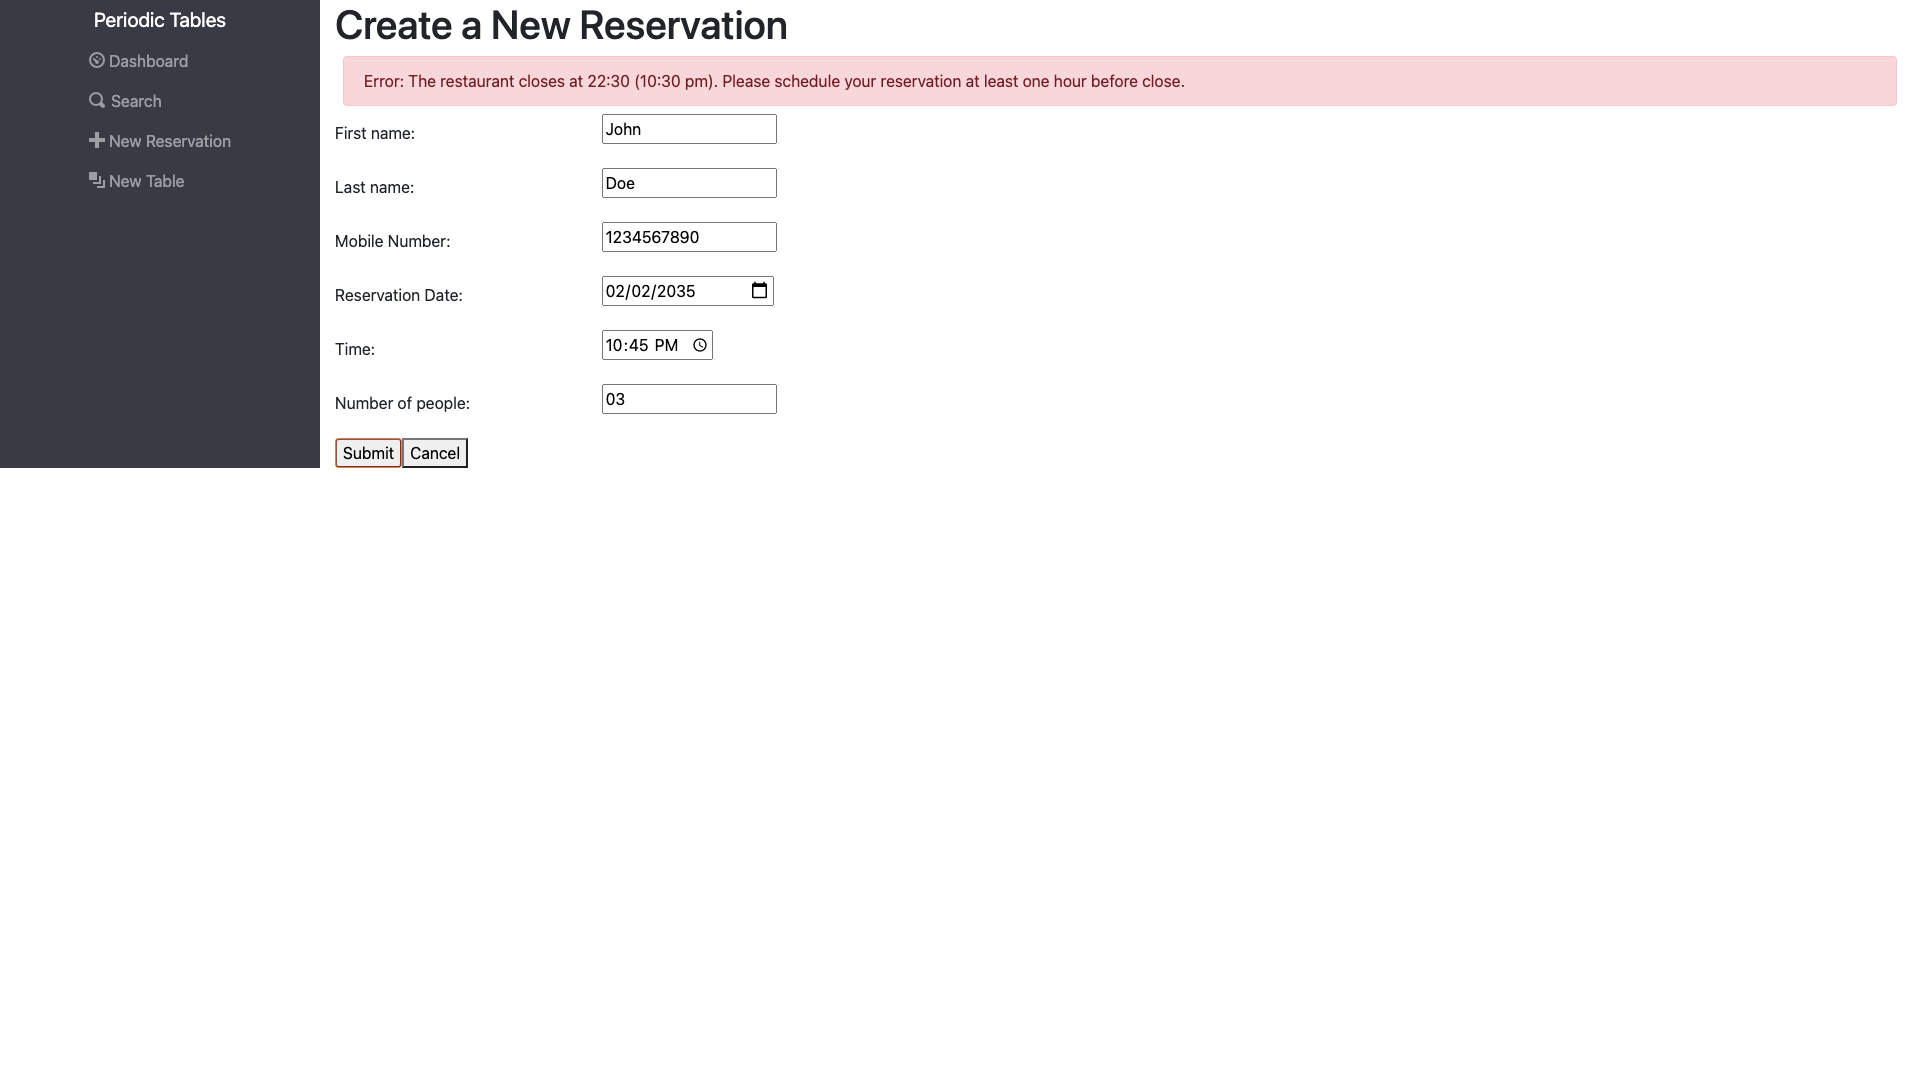 Periodic Tables
Dashboard
Search
New Reservation
New Table
Create a New Reservation
Error: The restaurant closes at 22:30 (10:30 pm). Please schedule your reservation at least one hour before close.
First name: John
Last name: Doe
Mobile Number: 1234567890
Reservation Date: 02/02/2035
Time: 10:45 PM
Number of people: 03
Submit Cancel